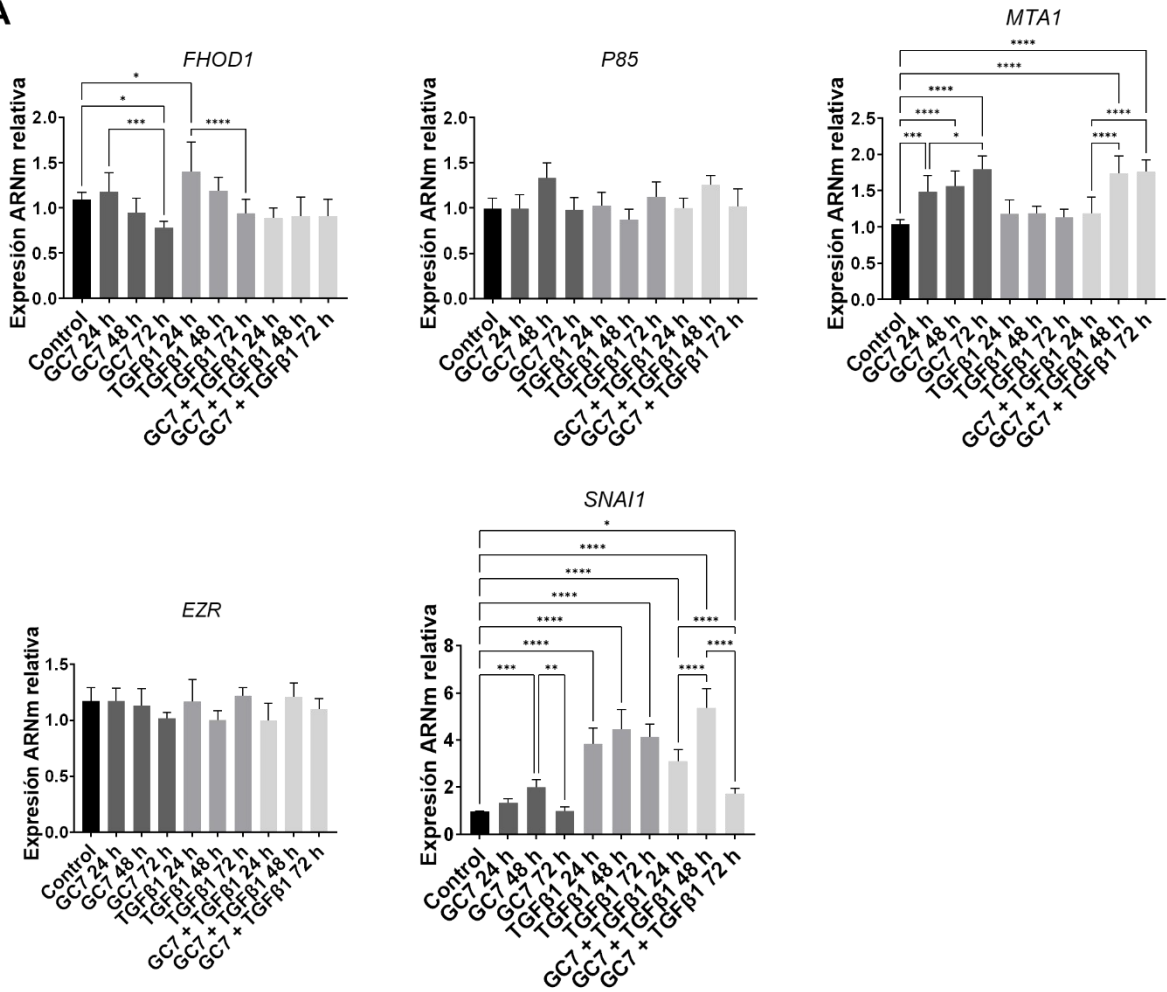 A
FHOD1
Expresión ARNm relativa
2.0
1.5
1.0
0.5
0.0
*
*
***
****
Control
GC7 24 h
GC7 48 h
GC7 72 h
TGFβ1 24 h
TGFβ1 48 h
TGFβ1 72 h
GC7 + TGFβ1 24 h
GC7 + TGFβ1 48 h
GC7 + TGFβ1 72 h
P85
Expresión ARNm relativa
2.0
1.5
1.0
0.5
0.0
Control
GC7 24 h
GC7 48 h
GC7 72 h
TGFβ1 24 h
TGFβ1 48 h
TGFβ1 72 h
GC7 + TGFβ1 24 h
GC7 + TGFβ1 48 h
GC7 + TGFβ1 72 h
MTA1
Expresión ARNm relativa
2.5
2.0
1.5
1.0
0.5
0.0
****
****
****
****
****
***
*
****
Control
GC7 24 h
GC7 48 h
GC7 72 h
TGFβ1 24 h
TGFβ1 48 h
TGFβ1 72 h
GC7 + TGFβ1 24 h
GC7 + TGFβ1 48 h
GC7 + TGFβ1 72 h
EZR
Expresión ARNm relativa
1.5
1.0
0.5
0.0
Control
GC7 24 h
GC7 48 h
GC7 72 h
TGFβ1 24 h
TGFβ1 48 h
TGFβ1 72 h
GC7 + TGFβ1 24 h
GC7 + TGFβ1 48 h
GC7 + TGFβ1 72 h
SNAI1
Expresión ARNm relativa
8
6
4
2
0
*
****
****
****
****
****
****
****
***
**
****
Control
GC7 24 h
GC7 48 h
GC7 72 h
TGFβ1 24 h
TGFβ1 48 h
TGFβ1 72 h
GC7 + TGFβ1 24 h
GC7 + TGFβ1 48 h
GC7 + TGFβ1 72 h